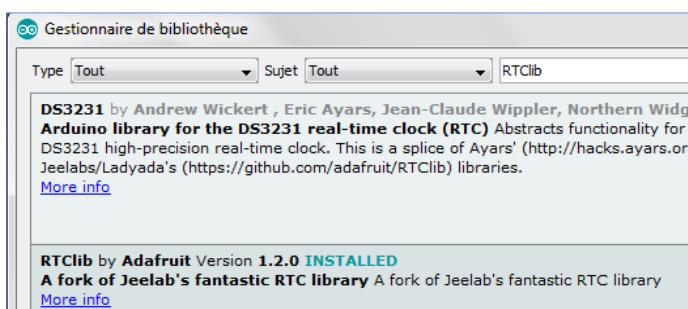 Gestionnaire de bibliothèque
Type Tout Sujet Tout RTClib
DS3231 by Andrew Wickert , Eric Ayars, Jean-Claude Wippler, Northern Widg
Arduino library for the DS3231 real-time clock (RTC) Abstracts functionality for
DS3231 high-precision real-time clock. This is a splice of Ayars' (http://hacks.ayars.or
Jeelabs/Ladyada's (https://github.com/adafruit/RTClib) libraries.
More info
RTClib by Adafruit Version 1.2.0 INSTALLED
A fork of Jeelab's fantastic RTC library A fork of Jeelab's fantastic RTC library
More info